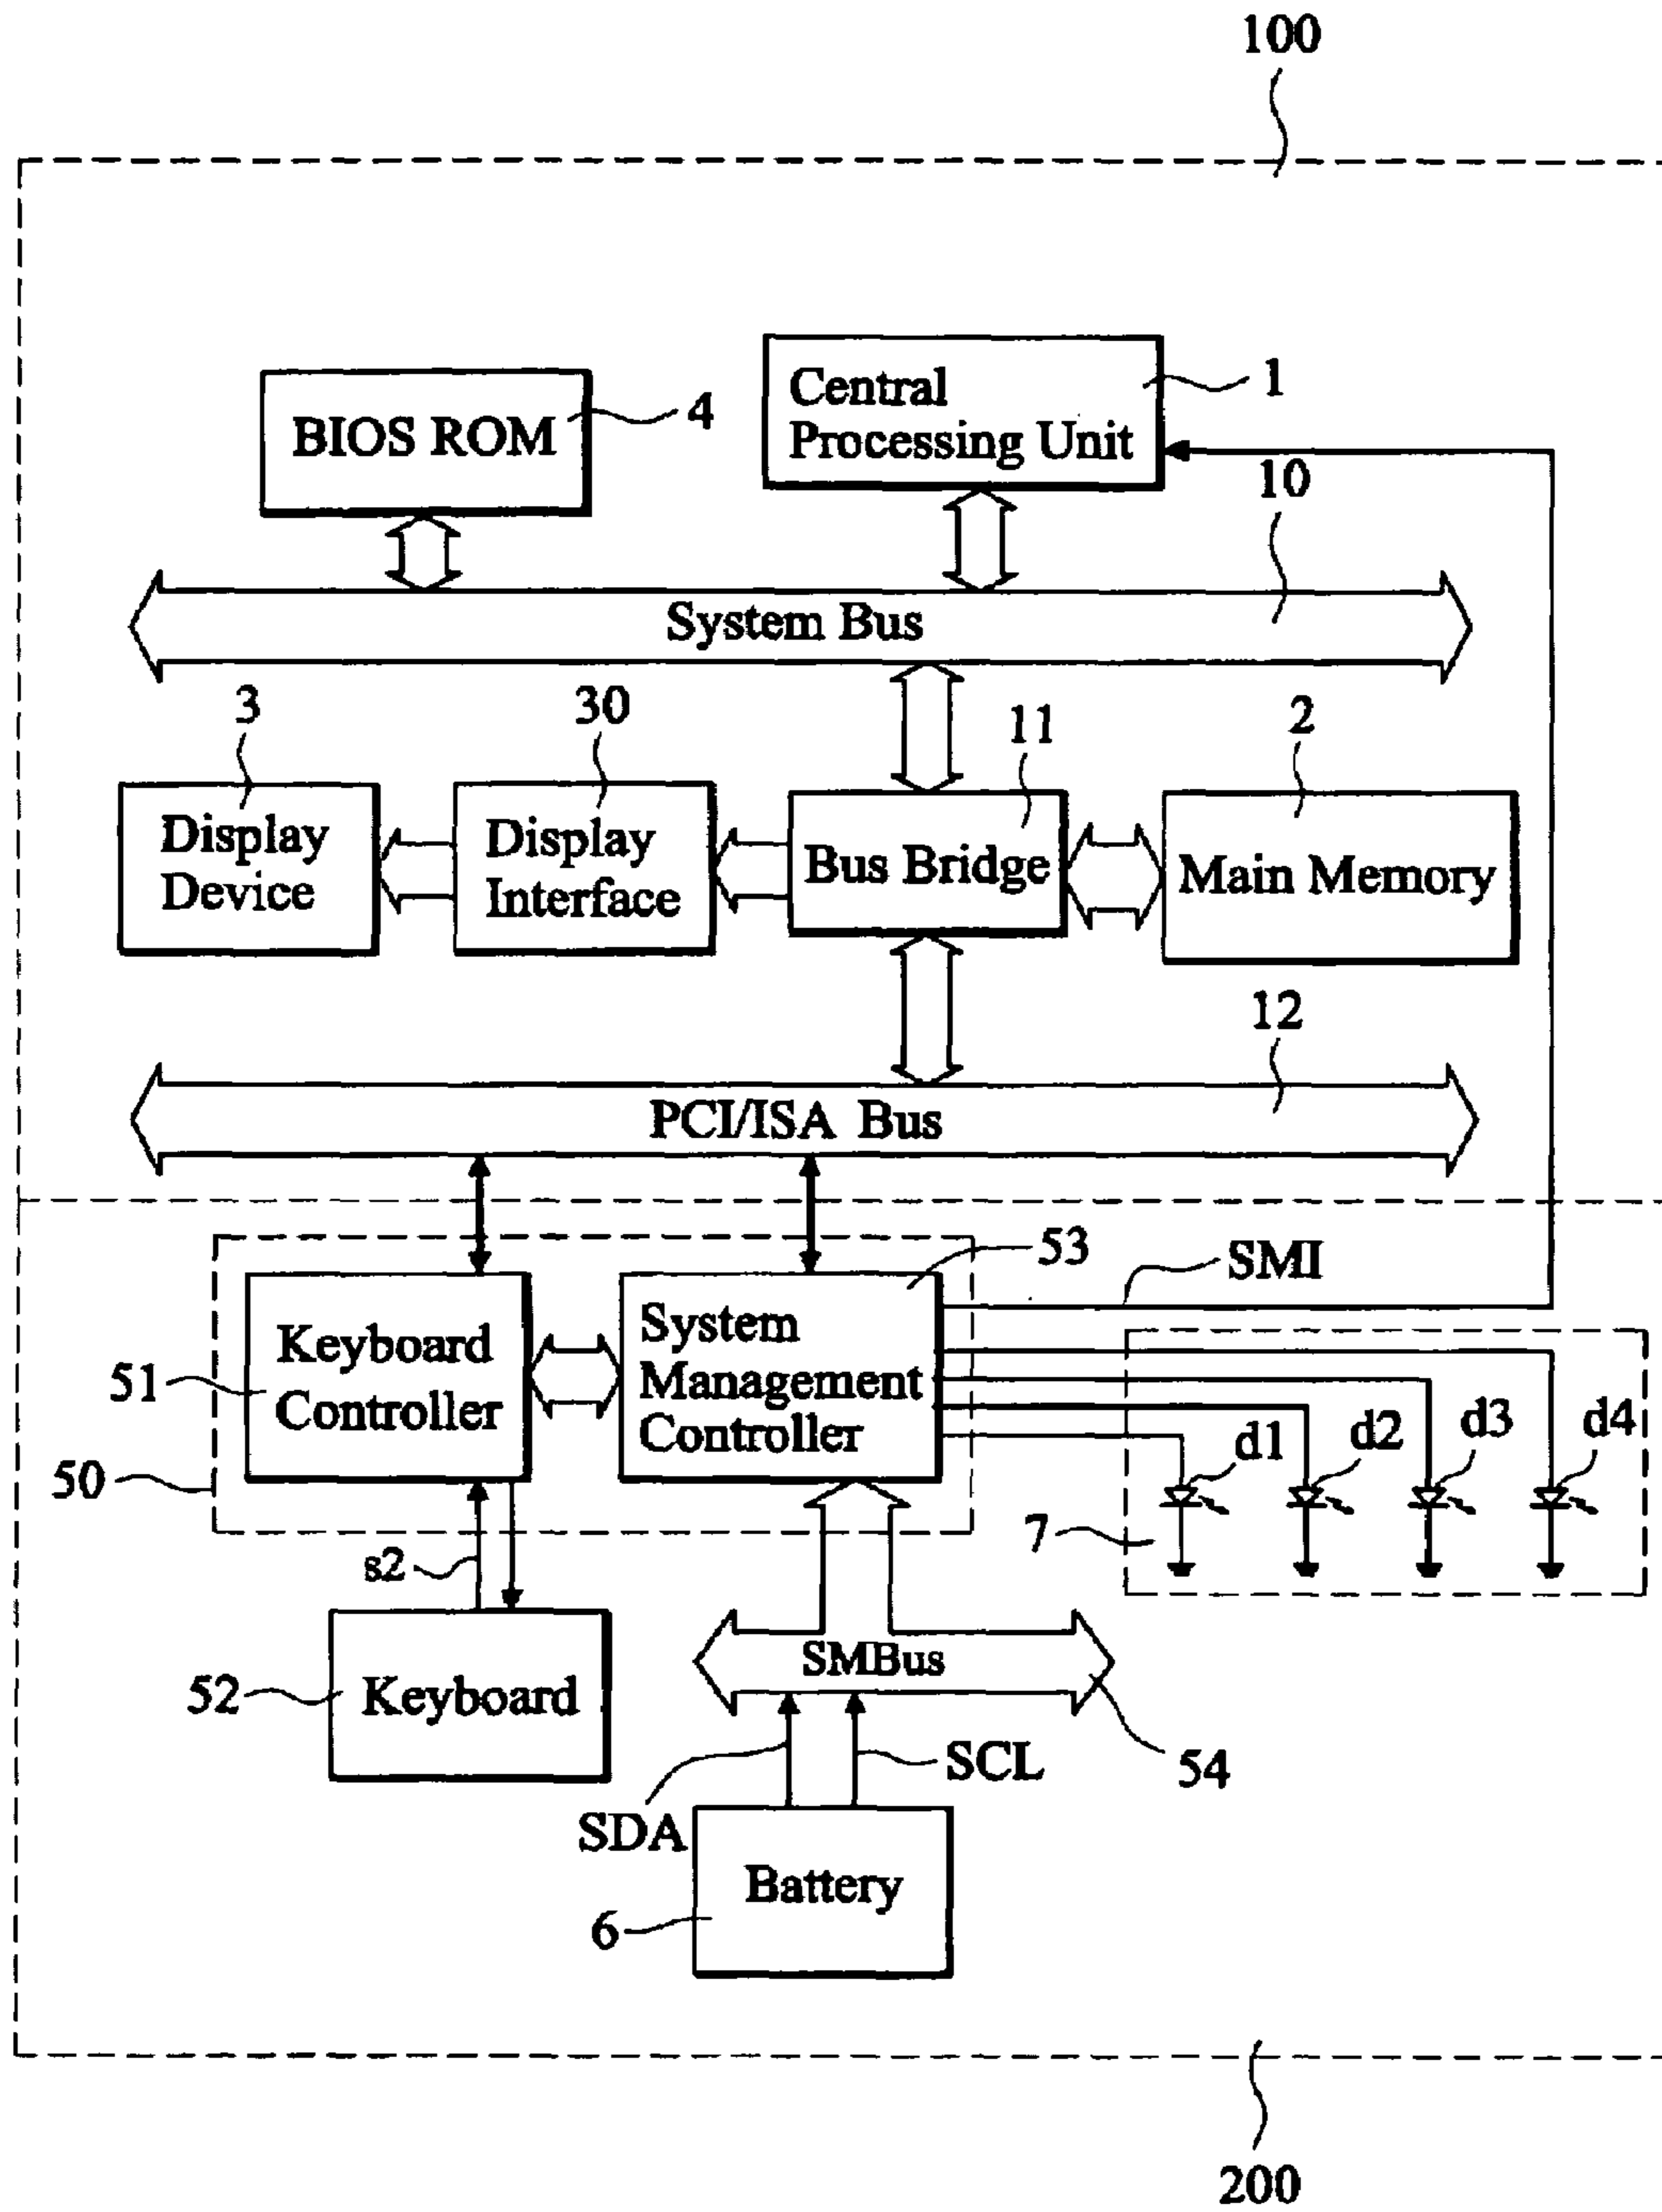 100
BIOS ROM
4
Central
Processing Unit
1
10
System Bus
3
30
11
2
Display
Device
Display
Interface
Bus Bridge
Main Memory
12
PCI/ISA Bus
53
SMI
Keyboard
Controller
51
System
Management
Controller
50
d1
d2
d3
d4
7
s2
52
Keyboard
SMBus
54
SDA
SCL
Battery
6
200